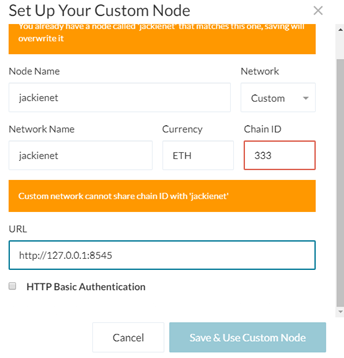 Set Up Your Custom Node
You already have a node called 'jackienet' that matches this one, saving will
overwrite it
Node Name
Network
jackienet
Custom
Network Name
Currency
Chain ID
jackienet
ETH
333
Custom network cannot share chain ID with 'jackienet'
URL
http://127.0.0.1:8545
HTTP Basic Authentication
Cancel
Save & Use Custom Node